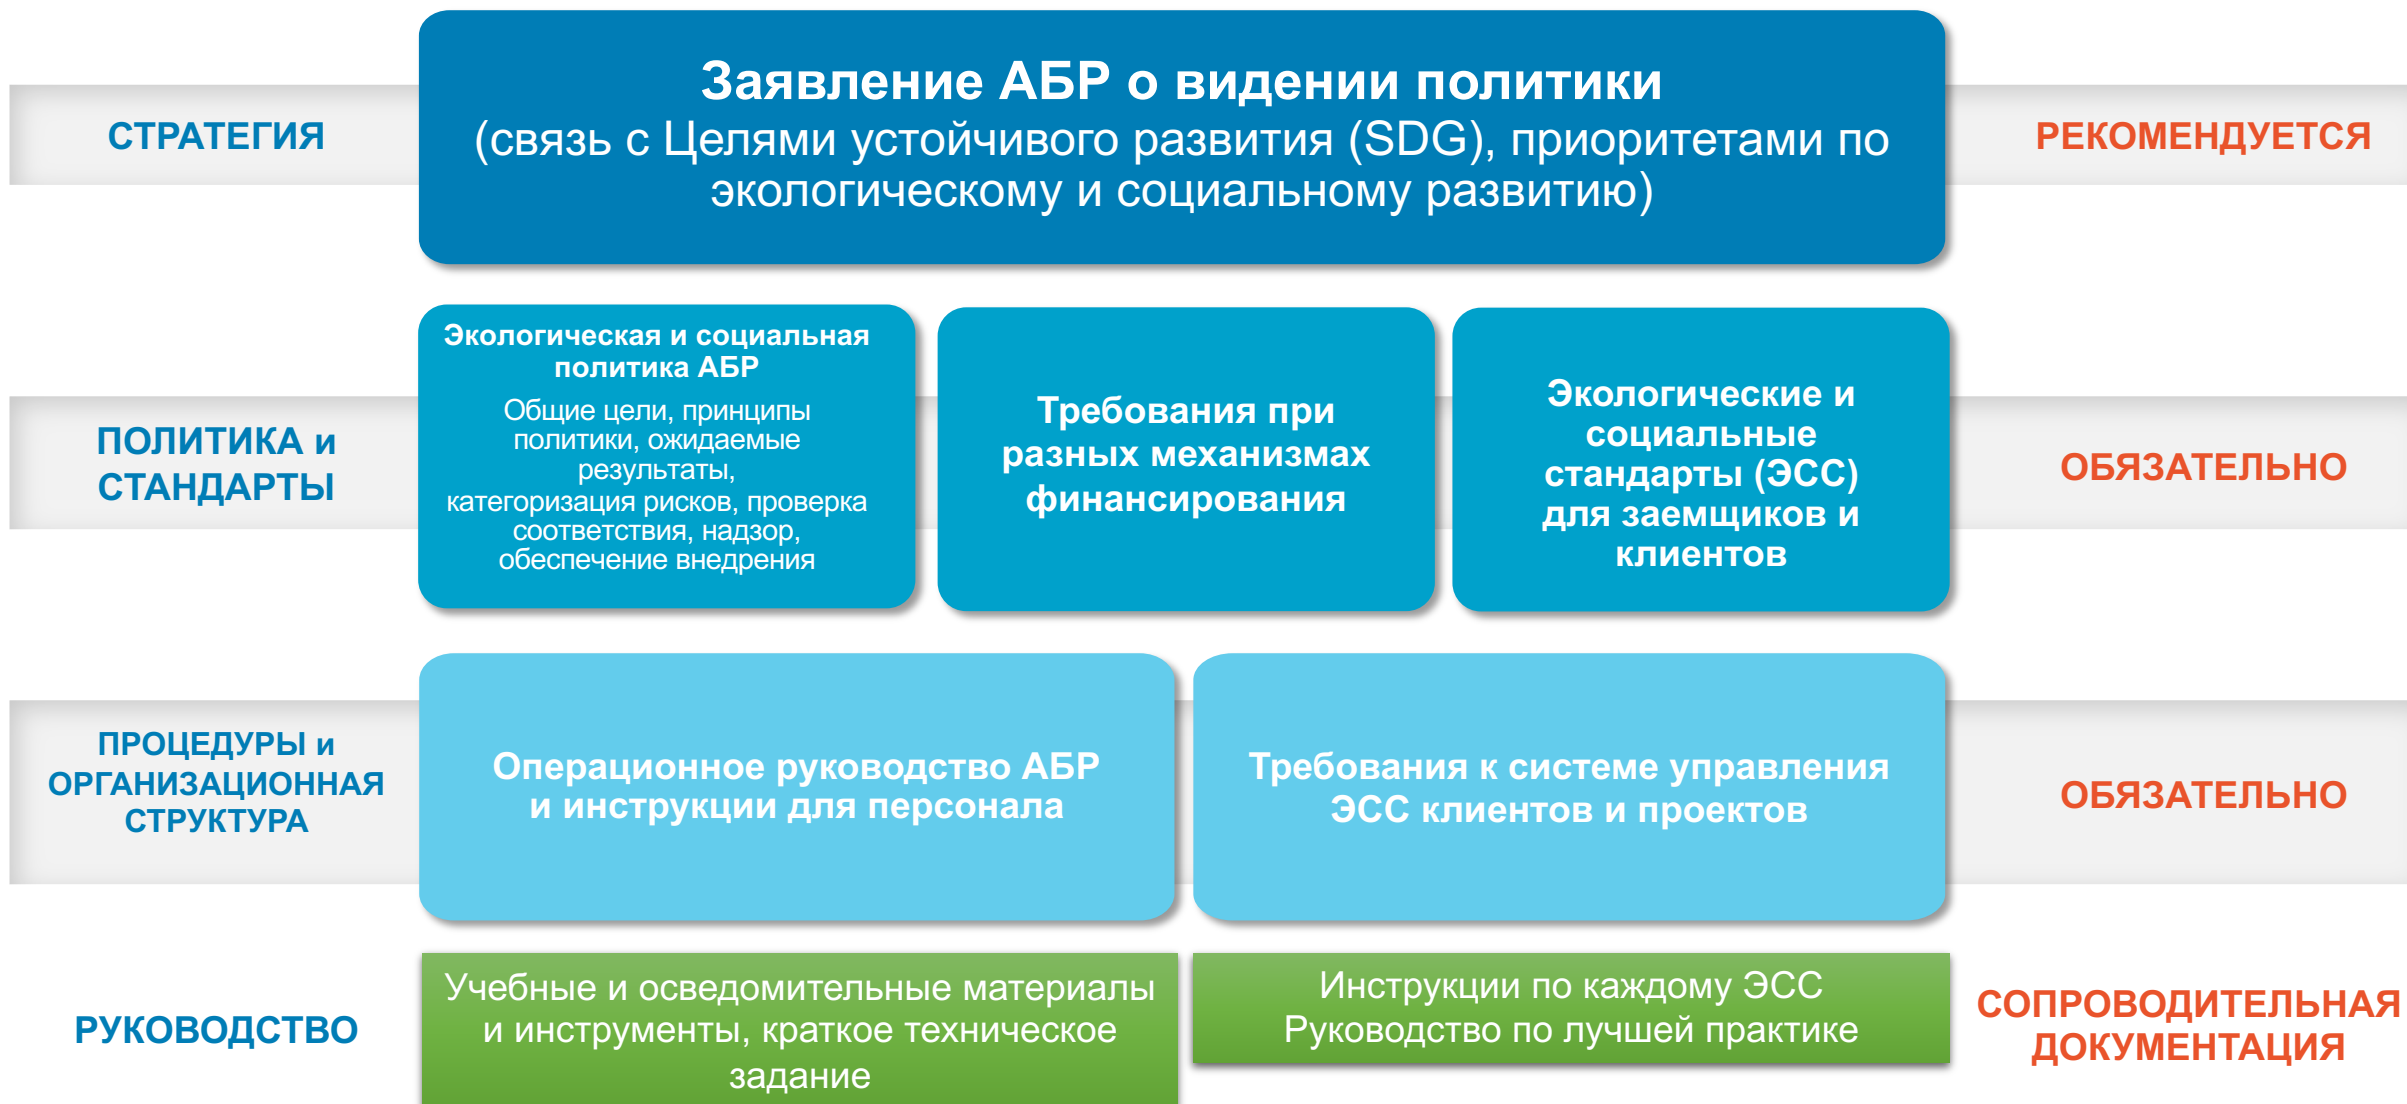 СТРАТЕГИЯ
Заявление АБР о видении политики
(связь с Целями устойчивого развития (SDG), приоритетами по
экологическому и социальному развитию)
РЕКОМЕНДУЕТСЯ
ПОЛИТИКА и
СТАНДАРТЫ
Экологическая и социальная
политика АБР
Общие цели, принципы
политики, ожидаемые
результаты,
категоризация рисков, проверка
соответствия, надзор,
обеспечение внедрения
Требования при
разных механизмах
финансирования
Экологические и
социальные
стандарты (ЭСС)
для заемщиков и
клиентов
ОБЯЗАТЕЛЬНО
ПРОЦЕДУРЫ и
ОРГАНИЗАЦИОННАЯ
СТРУКТУРА
Операционное руководство АБР
и инструкции для персонала
Требования к системе управления
ЭСС клиентов и проектов
ОБЯЗАТЕЛЬНО
РУКОВОДСТВО
Учебные и осведомительные материалы
и инструменты, краткое техническое
задание
Инструкции по каждому ЭСС
Руководство по лучшей практике
СОПРОВОДИТЕЛЬНАЯ
ДОКУМЕНТАЦИЯ